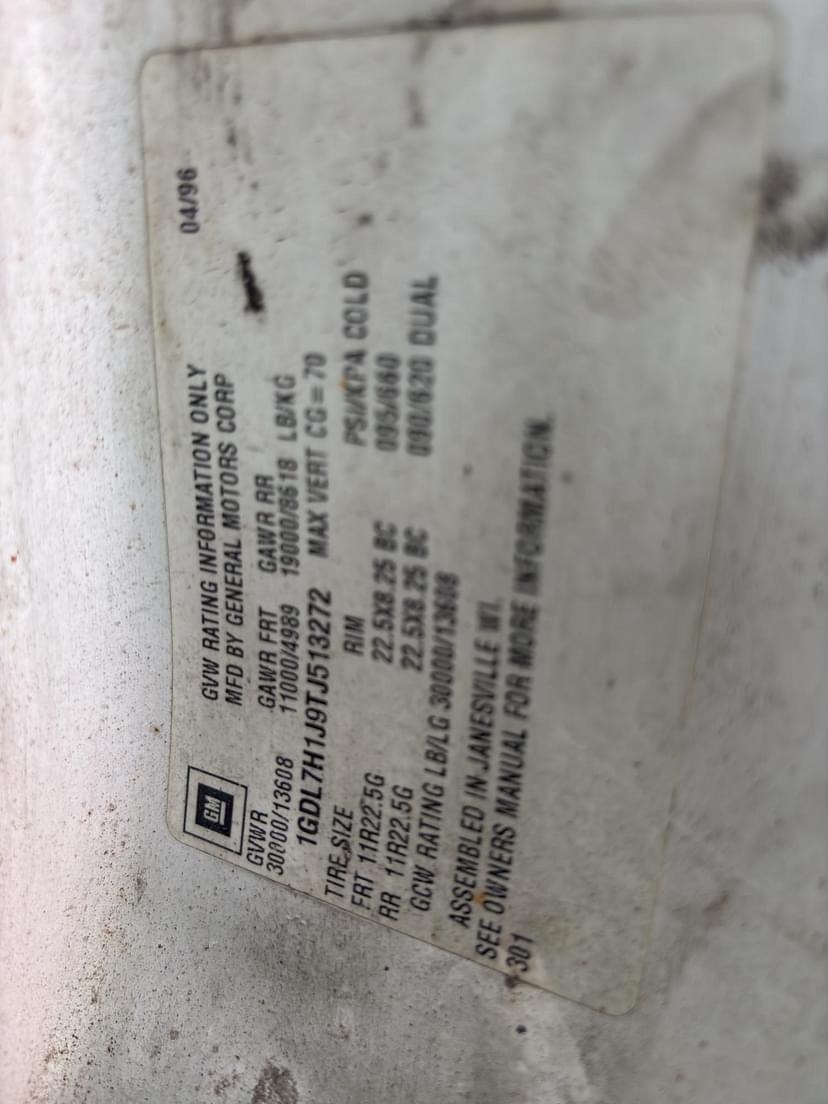 GM
GVW RATING INFORMATION ONLY 04/96
MFD BY GENERAL MOTORS CORP
GVWR GAWR FRT GAWR RR
30000/13608 11000/4989 19000/8618 LB/KG
1GDL7H1J9TJ513272 MAX VERT CG= 70
TIRE SIZE RIM PSI/KPA COLD
FRT 11R22.5G 22.5X8.25 BC 095/660
RR 11R22.5G 22.5X8.25 BC 090/620 DUAL
GCW RATING LB/LG 30000/13608
ASSEMBLED IN JANESVILLE WI.
SEE OWNERS MANUAL FOR MORE INFORMATION.
301